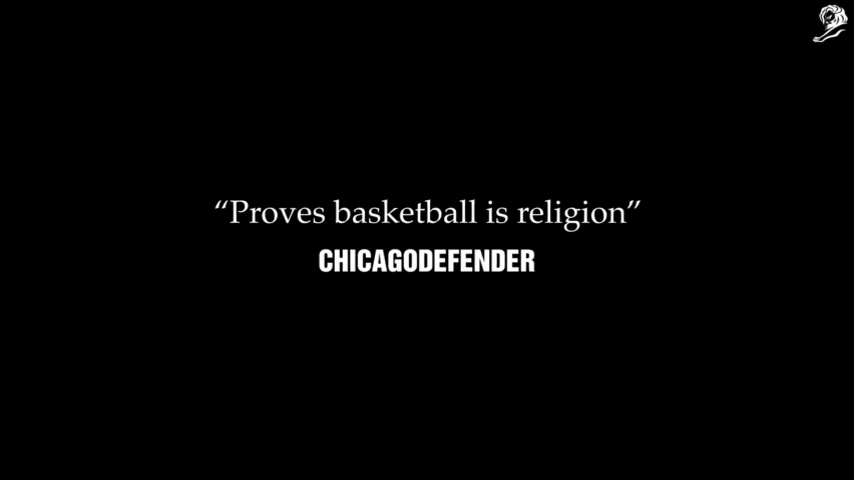 “Proves basketball is religion”
CHICAGODEFENDER